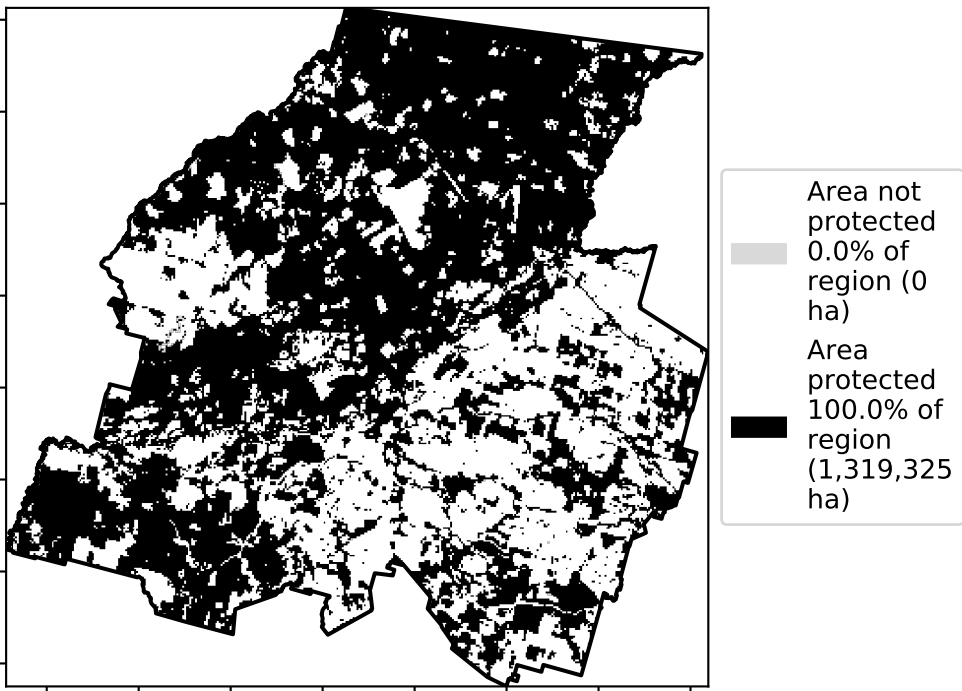 Area not
protected
0.0% of
region (0
ha)
Area
protected
100.0% of
region
(1,319,325
ha)